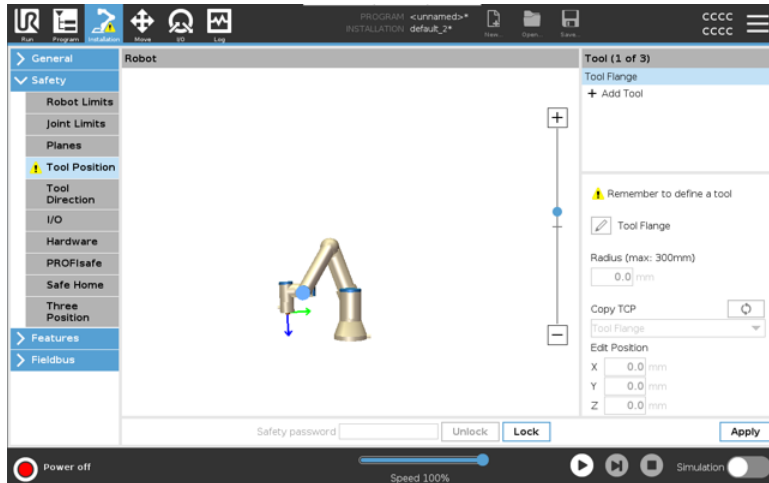 PROGRAM <unnamed>*
INSTALLATION default_2*
Run Program Installation Move I/O Log New... Open... Save...
cccc
cccc
General
Safety
Robot Limits
Joint Limits
Planes
Tool Position
Tool
Direction
I/O
Hardware
PROFIsafe
Safe Home
Three
Position
Features
Fieldbus
Robot
Tool (1 of 3)
Tool Flange
+ Add Tool
Remember to define a tool
Tool Flange
Radius (max: 300mm)
0.0 mm
Copy TCP
Tool Flange
Edit Position
X 0.0 mm
Y 0.0 mm
Z 0.0 mm
Safety password Unlock Lock Apply
Power off
Speed 100%
Simulation